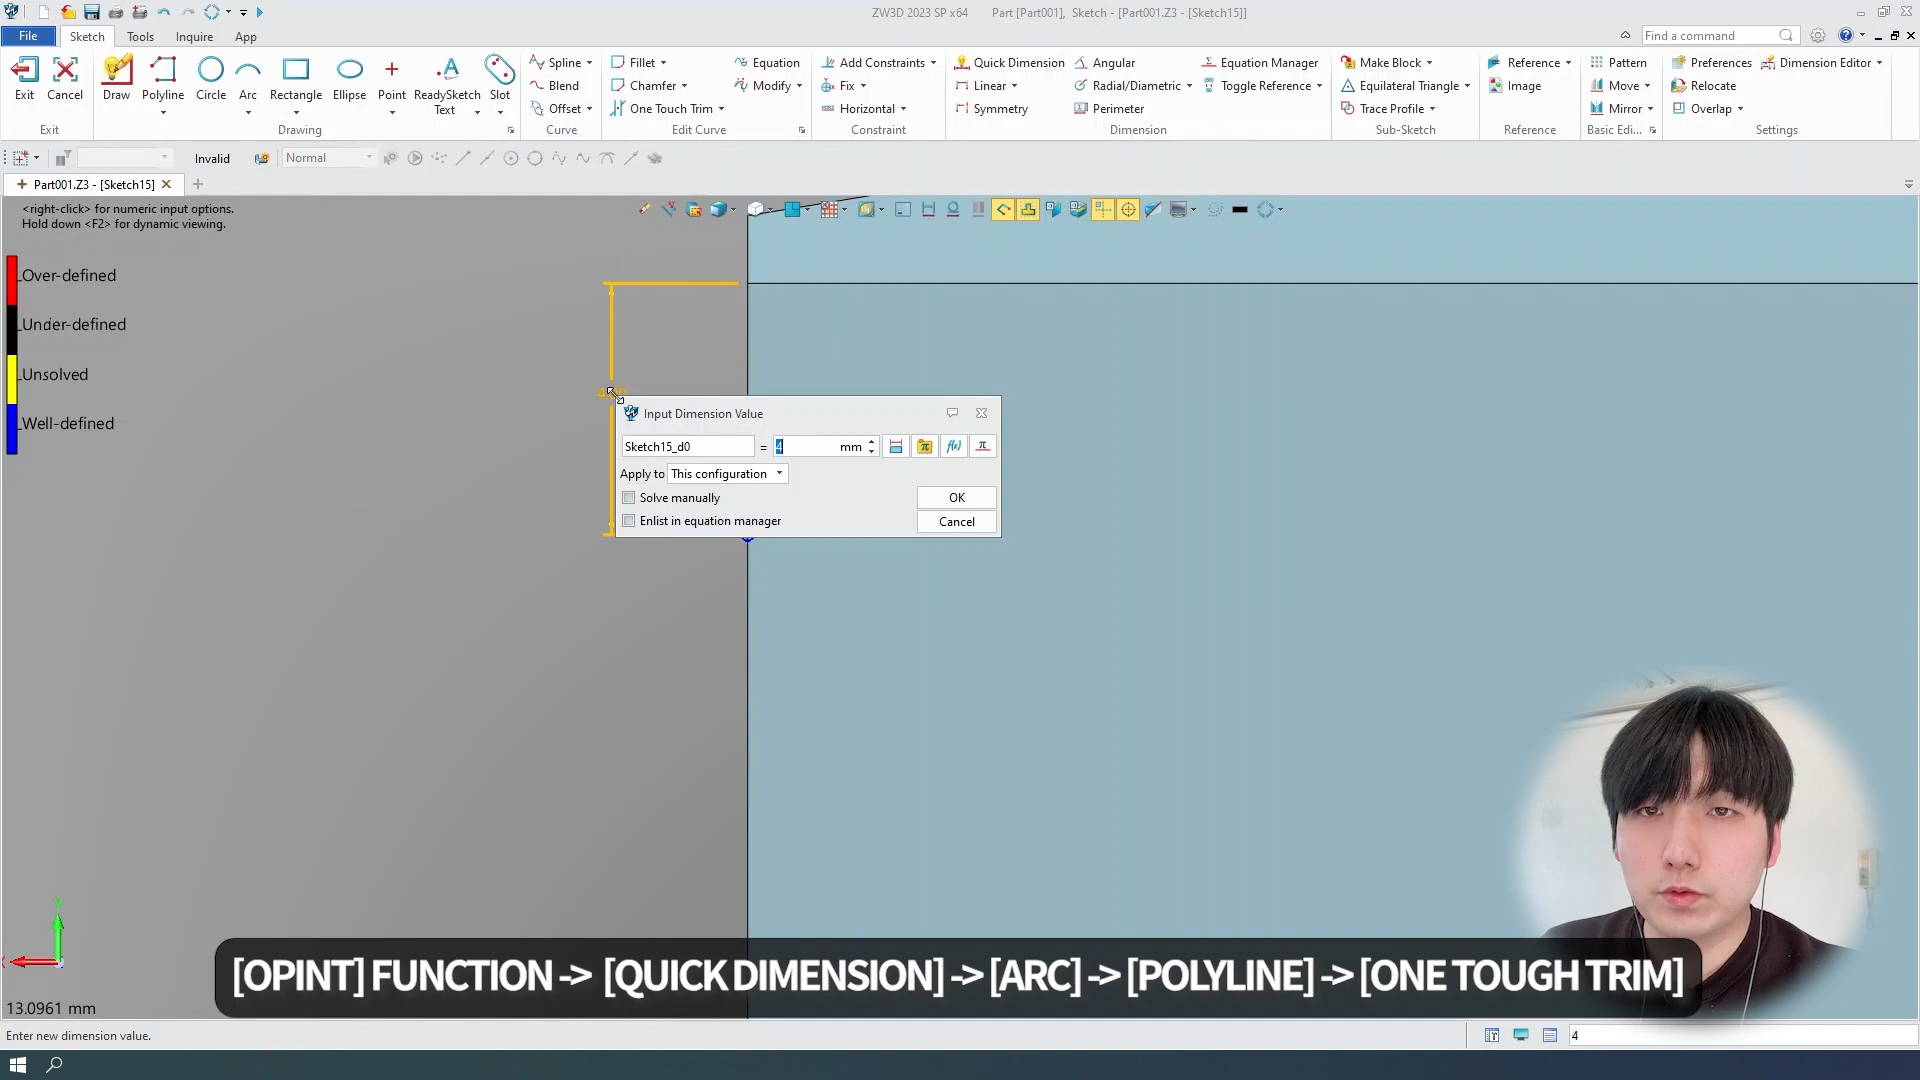 ZW3D 2023 SP x64 Part [Part001], Sketch - [Part001.Z3 - [Sketch15]]
File Sketch Tools Inquire App Find a command
Exit Cancel Draw Polyline Circle Arc Rectangle Ellipse Point ReadySketch Text Slot
Spline Fillet Equation Add Constraints Quick Dimension Angular Equation Manager Make Block Reference Pattern Preferences Dimension Editor
Blend Chamfer Modify Fix Linear Radial/Diametric Toggle Reference Equilateral Triangle Image Move Relocate
Offset One Touch Trim Horizontal Symmetry Perimeter Trace Profile Mirror Overlap
Exit Drawing Curve Edit Curve Constraint Dimension Sub-Sketch Reference Basic Edi... Settings
Invalid Normal
Part001.Z3 - [Sketch15]
<right-click> for numeric input options.
Hold down <F2> for dynamic viewing.
Over-defined
Under-defined
Unsolved
Well-defined
Input Dimension Value
Sketch15_d0 = 4 mm
Apply to This configuration
Solve manually OK
Enlist in equation manager Cancel
Y
X
[OPINT] FUNCTION -> [QUICK DIMENSION] -> [ARC] -> [POLYLINE] -> [ONE TOUGH TRIM]
13.0961 mm
Enter new dimension value. 4